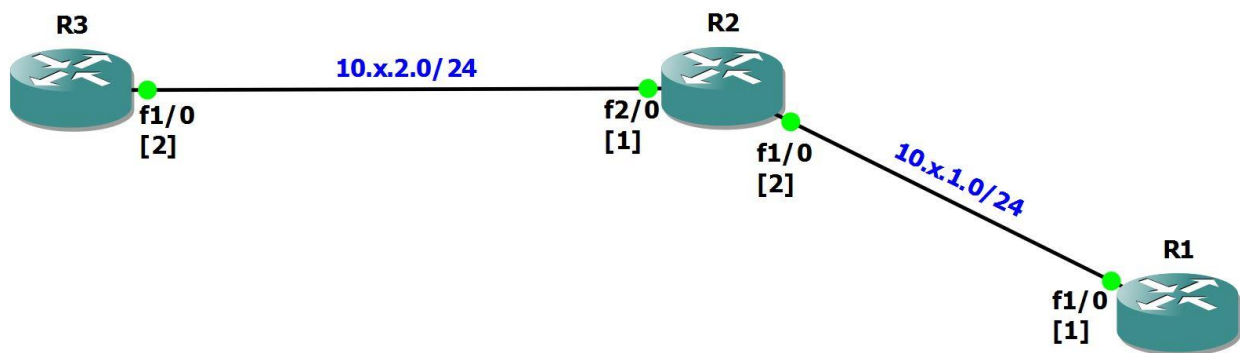 R3
10.x.2.0/24
R2
f1/0
[2]
f2/0
[1]
f1/0
[2]
10.x.1.0/24
R1
f1/0
[1]